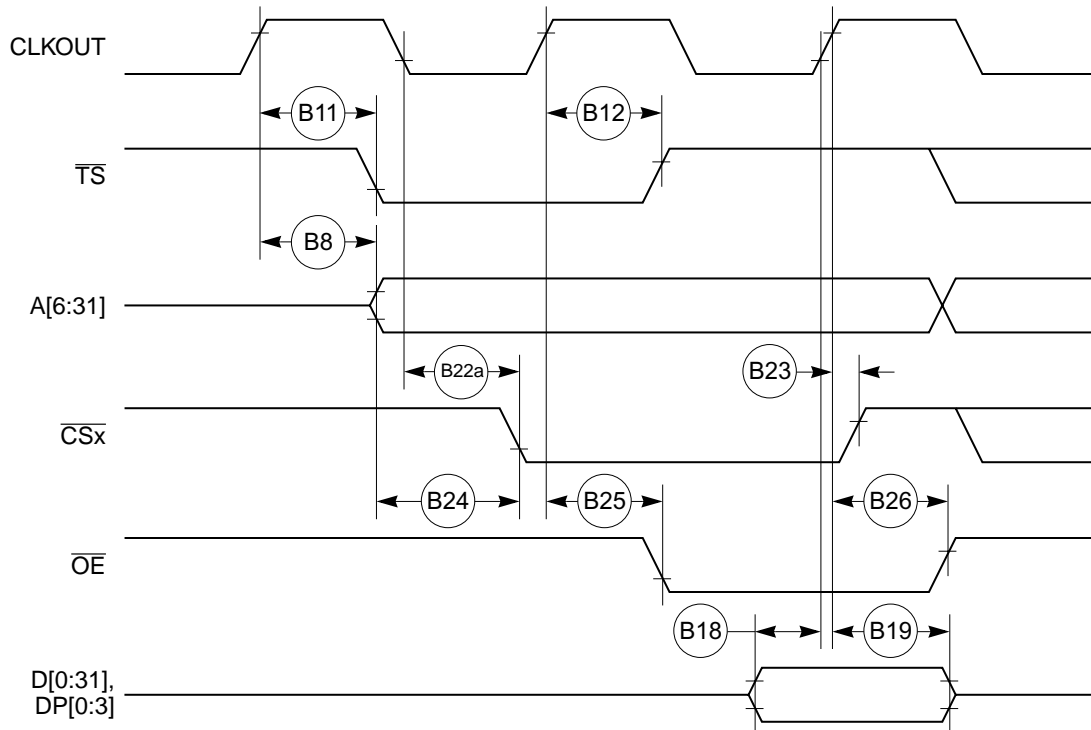 CLKOUT
B11
B12
TS
B8
A[6:31]
B22a
B23
CSx
B24
B25
B26
OE
B18
B19
D[0:31],
DP[0:3]